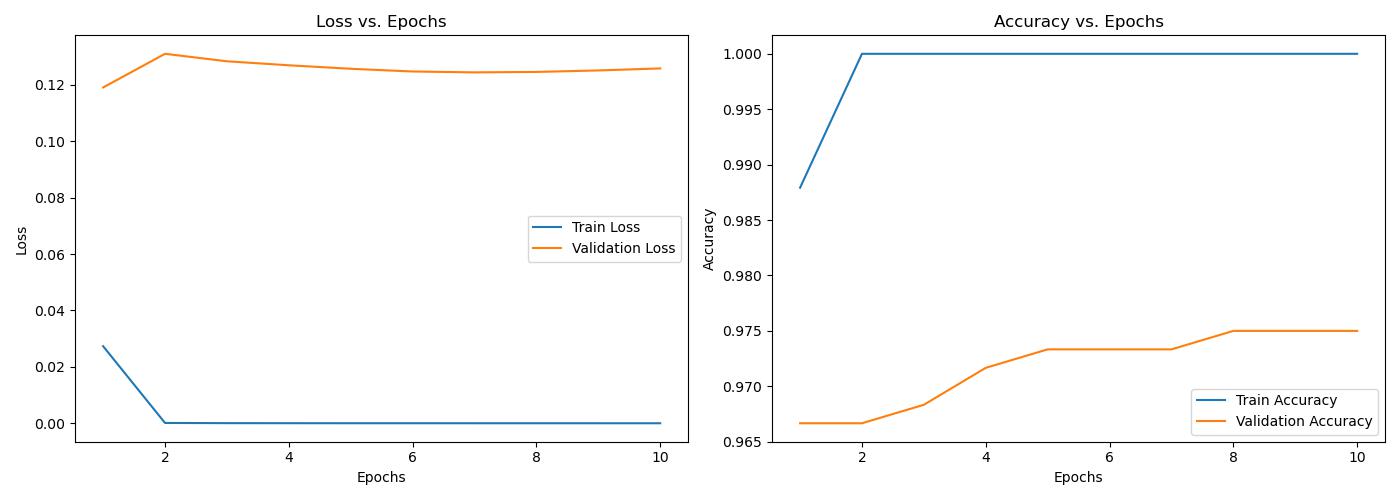 Loss vs. Epochs
0.12
0.10
0.08
0.06
0.04
0.02
0.00
Loss
2 4 6 8 10
Epochs
Train Loss
Validation Loss
Accuracy vs. Epochs
1.000
0.995
0.990
0.985
0.980
0.975
0.970
0.965
Accuracy
2 4 6 8 10
Epochs
Train Accuracy
Validation Accuracy